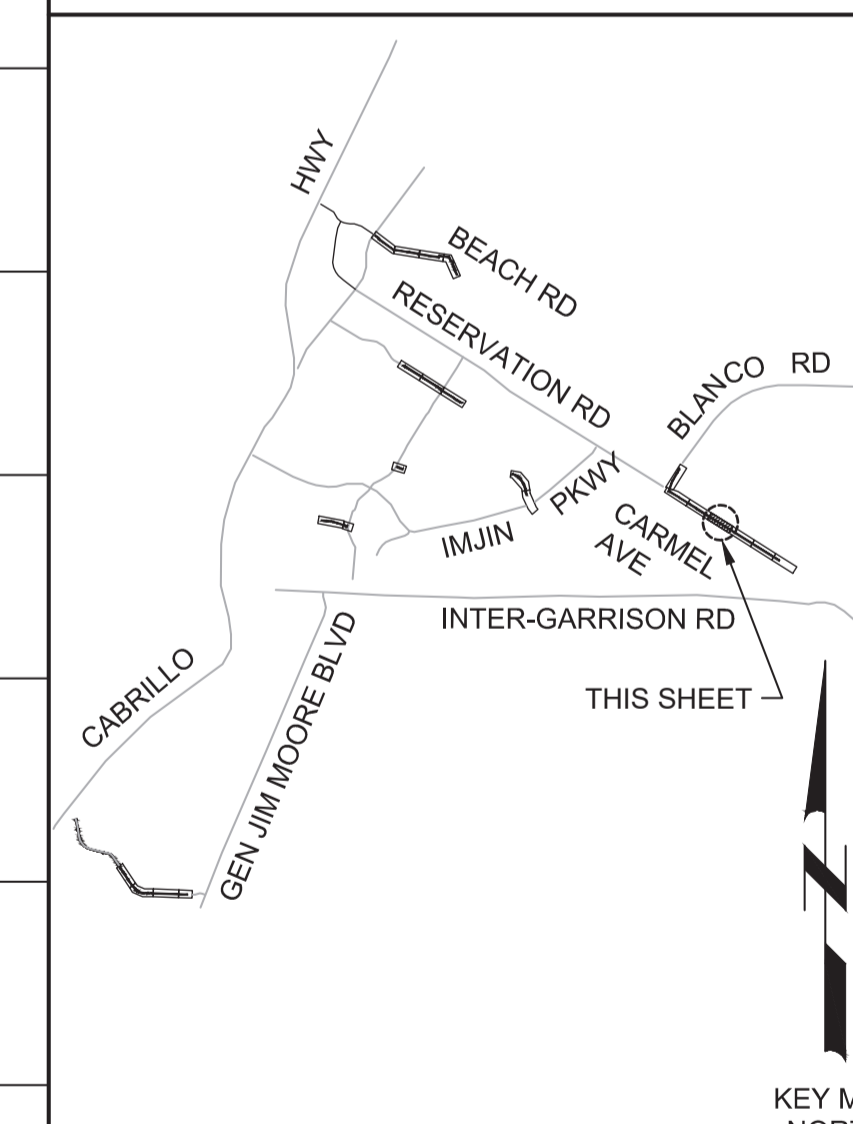 HWY
BEACH RD
RESERVATION RD
BLANCO RD
PKWY
IMJIN
CARMEL
AVE
INTER-GARRISON RD
THIS SHEET
CABRILLO
GEN JIM MOORE BLVD
KEY